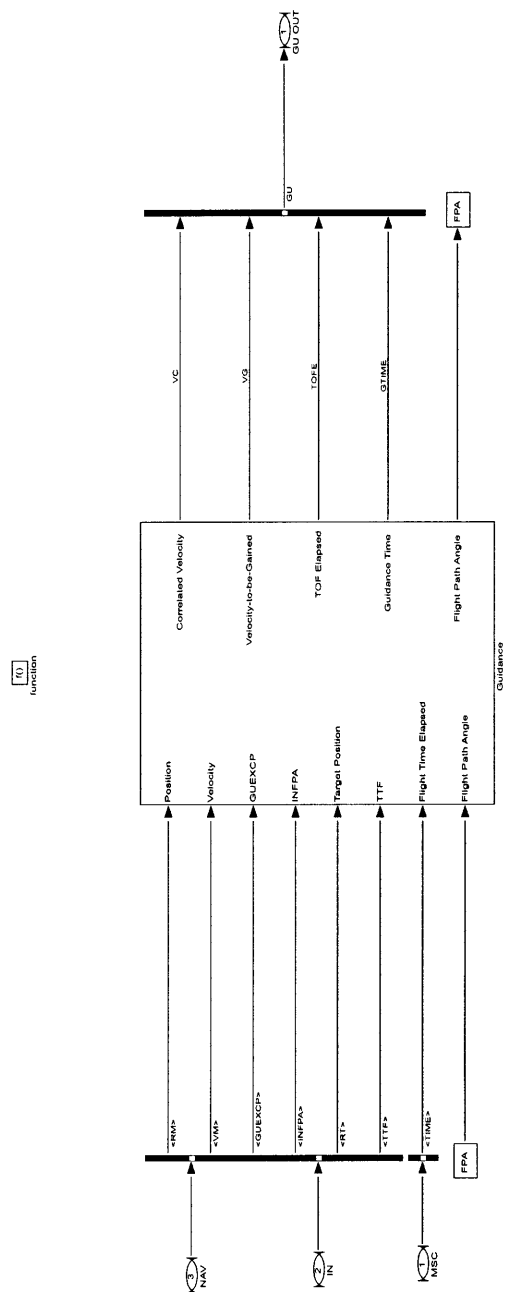 f()
function
3
NAV
2
IN
1
MSC
<RM>
<VM>
<GUEXCP>
<INFPA>
<RT>
<TTF>
<TIME>
FPA
Position
Velocity
GUEXCP
INFPA
Target Position
TTF
Flight Time Elapsed
Flight Path Angle
Correlated Velocity
Velocity-to-be-Gained
TOF Elapsed
Guidance Time
Flight Path Angle
Guidance
VC
VG
TOFE
GTIME
FPA
GU
1
GU OUT